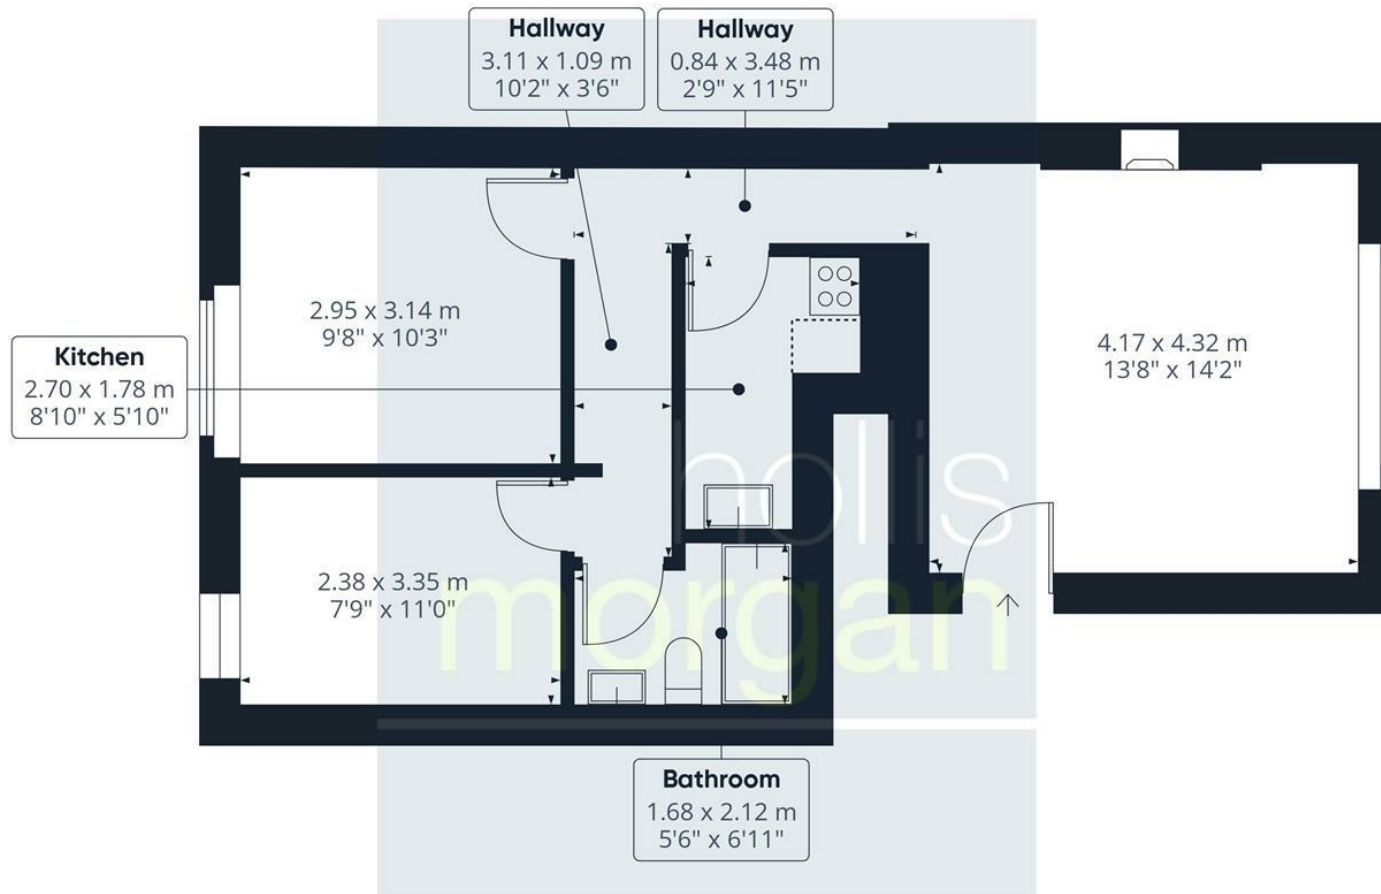 Hallway
3.11 x 1.09 m
10'2" x 3'6"
Hallway
0.84 x 3.48 m
2'9" x 11'5"
2.95 x 3.14 m
9'8" x 10'3"
4.17 x 4.32 m
13'8" x 14'2"
Kitchen
2.70 x 1.78 m
8'10" x 5'10"
hollis
morgan
2.38 x 3.35 m
7'9" x 11'0"
Bathroom
1.68 x 2.12 m
5'6" x 6'11"